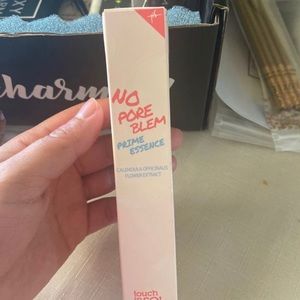 NO
PORE
BLEM
PRIME
ESSENCE
CALENDULA OFFICINALIS
FLOWER EXTRACT
touch